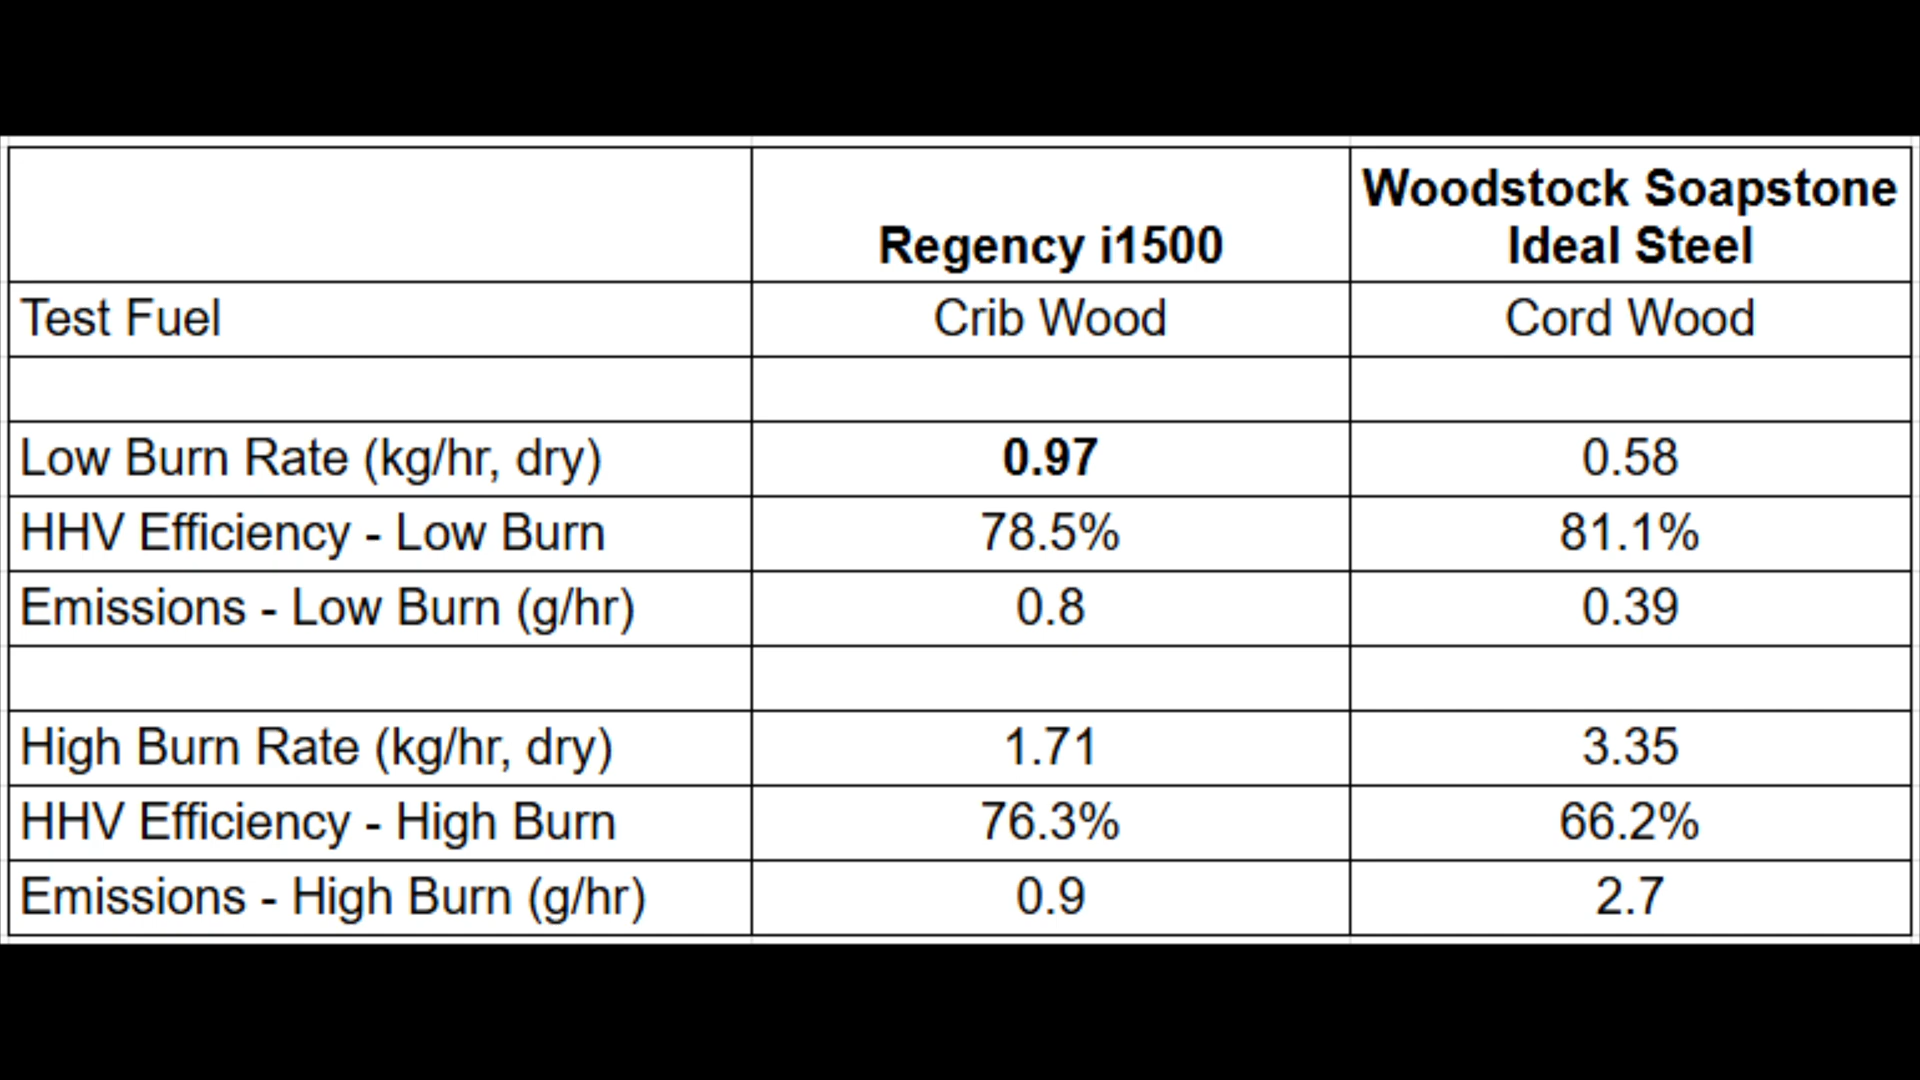 Regency i1500
Woodstock Soapstone
Ideal Steel
Test Fuel Crib Wood Cord Wood
Low Burn Rate (kg/hr, dry) 0.97 0.58
HHV Efficiency - Low Burn 78.5% 81.1%
Emissions - Low Burn (g/hr) 0.8 0.39
High Burn Rate (kg/hr, dry) 1.71 3.35
HHV Efficiency - High Burn 76.3% 66.2%
Emissions - High Burn (g/hr) 0.9 2.7